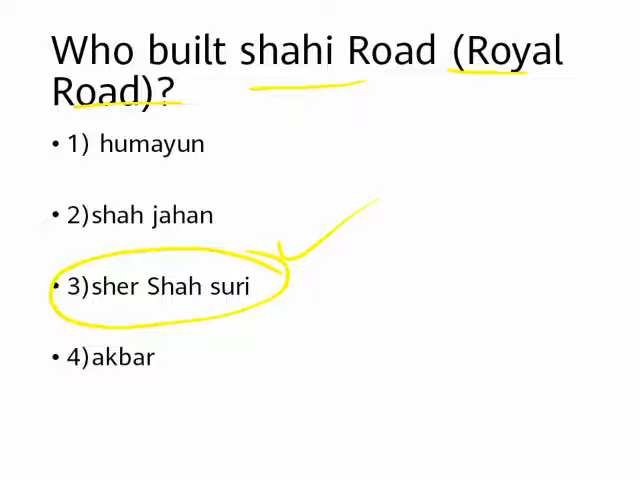 Who built shahi Road (Royal
Road)?
• 1) humayun
• 2)shah jahan
• 3)sher Shah suri
• 4)akbar